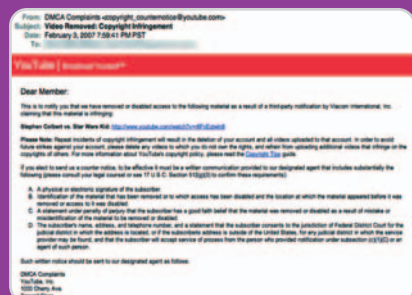 From: DMCA Complaints <copyright_counternotice@youtube.com>
Subject: Video Removed: Copyright Infringement
Date: February 3, 2007 7:59:41 PM PST
To:
YouTube | Broadcast Yourself™
Dear Member:
This is to notify you that we have removed or disabled access to the following material as a result of a third-party notification by Viacom International, Inc.
claiming that this material is infringing:
Stephen Colbert vs. Star Wars Kid:
Please Note: Repeat incidents of copyright infringement will result in the deletion of your account and all videos uploaded to that account. In order to avoid
future strikes against your account, please delete any videos to which you do not own the rights, and refrain from uploading additional videos that infringe on the
copyrights of others. For more information about YouTube's copyright policy, please read the Copyright Tips guide.
If you elect to send us a counter notice, to be effective it must be a written communication provided to our designated agent that includes substantially the
following (please consult your legal counsel or see 17 U.S.C. Section 512(g)(3) to confirm these requirements):
A. A physical or electronic signature of the subscriber.
B. Identification of the material that has been removed or to which access has been disabled and the location at which the material appeared before it was
removed or access to it was disabled.
C. A statement under penalty of perjury that the subscriber has a good faith belief that the material was removed or disabled as a result of mistake or
misidentification of the material to be removed or disabled.
D. The subscriber's name, address, and telephone number, and a statement that the subscriber consents to the jurisdiction of Federal District Court for the
judicial district in which the address is located, or if the subscriber's address is outside of the United States, for any judicial district in which the service
provider may be found, and that the subscriber will accept service of process from the person who provided notification under subsection (c)(1)(C) or an
agent of such person.
Such written notice should be sent to our designated agent as follows:
DMCA Complaints
YouTube, Inc.
1000 Cherry Ave.